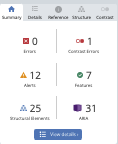 Summary Details Reference Structure Contrast
0 1
Errors Contrast Errors
12 7
Alerts Features
25 31
Structural Elements ARIA
View details ›